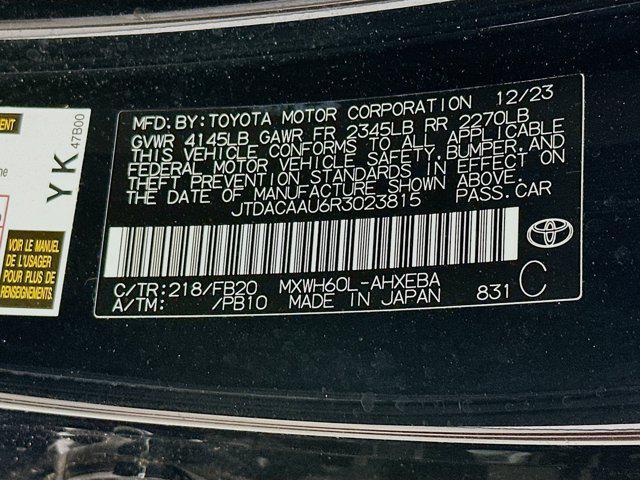 MFD. BY: TOYOTA MOTOR CORPORATION 12/23
GVWR 4145LB GAWR FR 2345LB RR 2270LB
THIS VEHICLE CONFORMS TO ALL APPLICABLE
FEDERAL MOTOR VEHICLE SAFETY, BUMPER, AND
THEFT PREVENTION STANDARDS IN EFFECT ON
THE DATE OF MANUFACTURE SHOWN ABOVE.
JTDACAAU6R3023815 PASS. CAR
C/TR: 218/FB20 MXWH60L-AHXEBA
A/TM: /PB10 MADE IN JAPAN 831 C
YK
47B00
VOIR LE MANUEL
DE L'USAGER
POUR PLUS DE
RENSEIGNEMENTS.